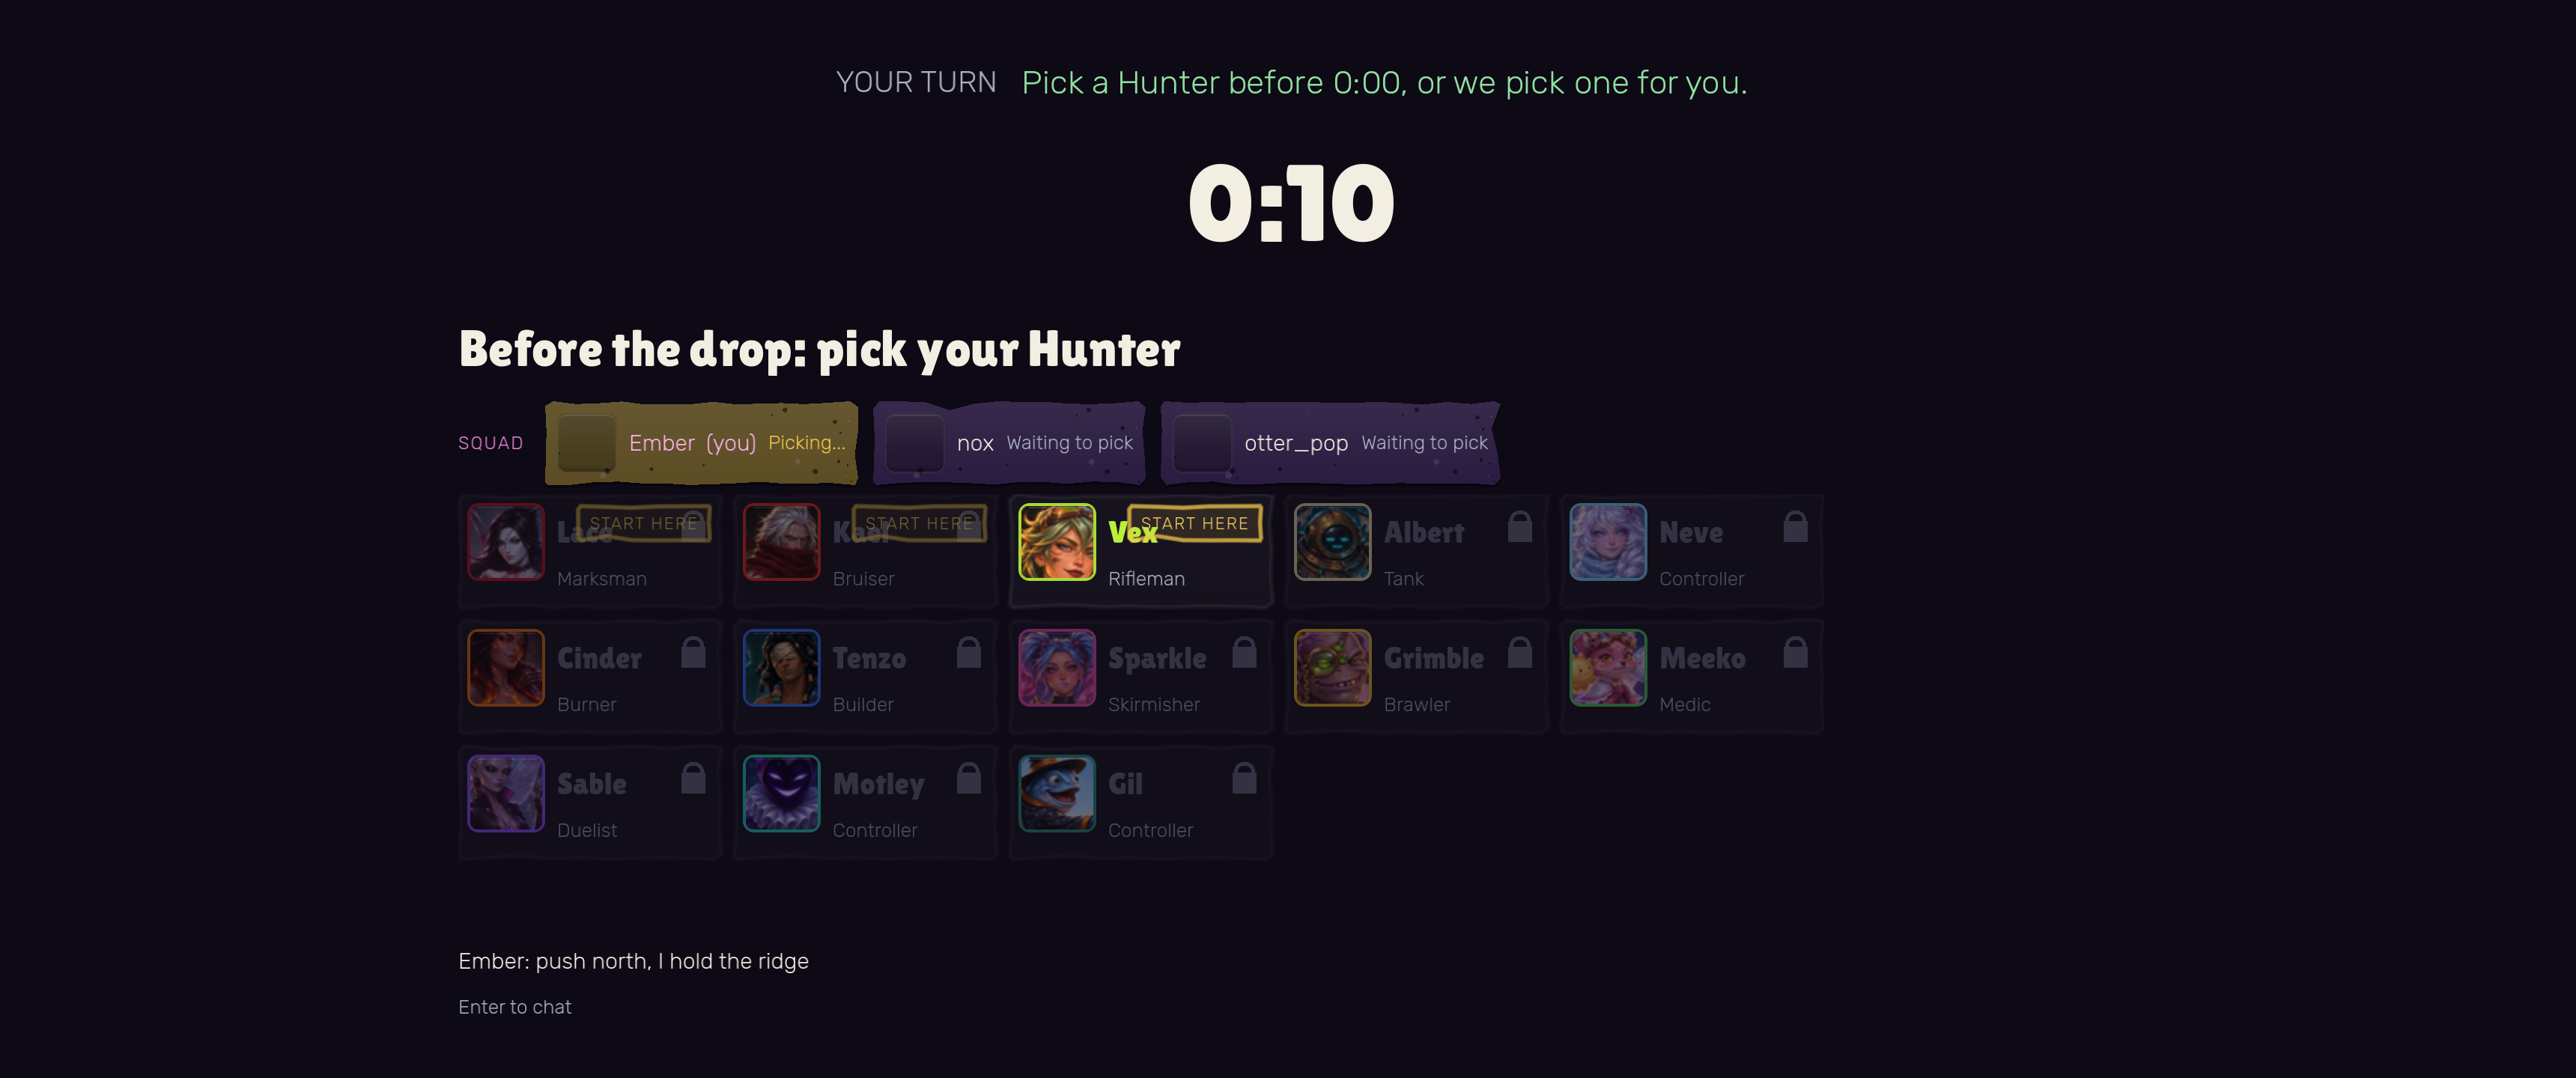 YOUR TURN Pick a Hunter before 0:00, or we pick one for you.
0:10
Before the drop: pick your Hunter
SQUAD Ember (you) Picking... nox Waiting to pick otter_pop Waiting to pick
Lace START HERE Kael START HERE Vex START HERE Albert Neve
Marksman Bruiser Rifleman Tank Controller
Cinder Tenzo Sparkle Grimble Meeko
Burner Builder Skirmisher Brawler Medic
Sable Motley Gil
Duelist Controller Controller
Ember: push north, I hold the ridge
Enter to chat